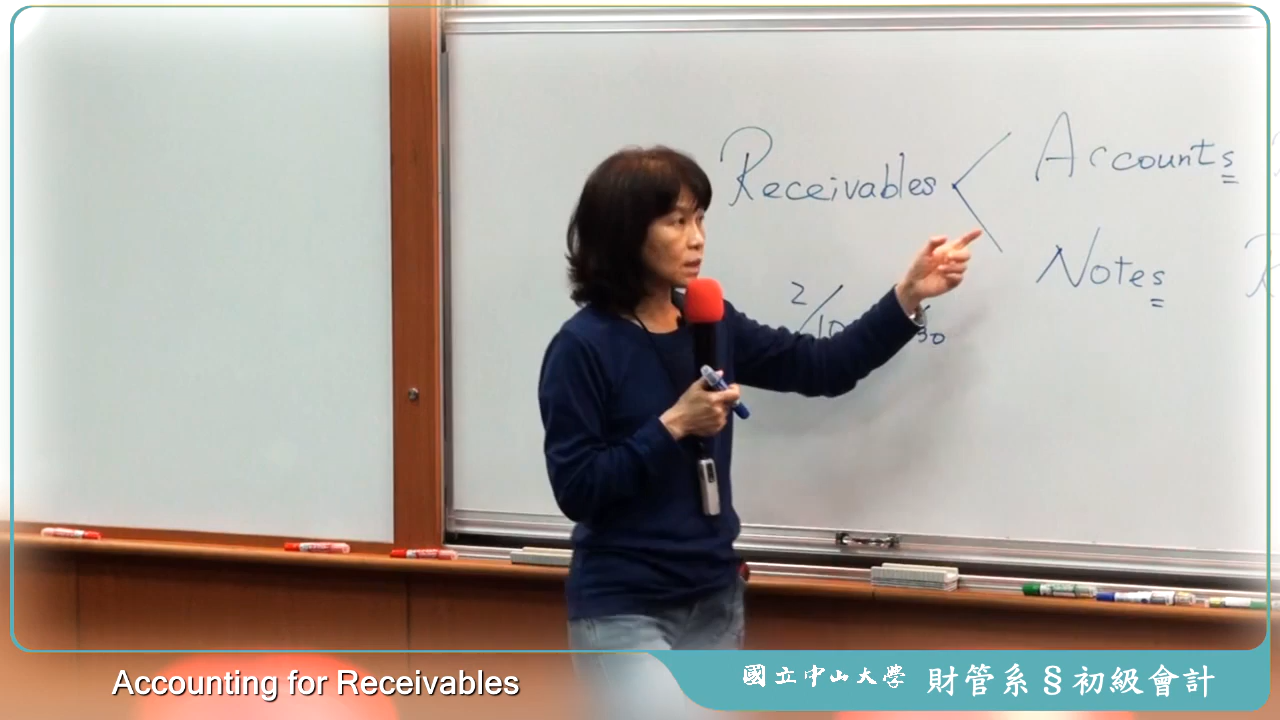 Receivables < Accounts
Notes
2/10
30
Accounting for Receivables
國立中山大學 財管系§初級會計